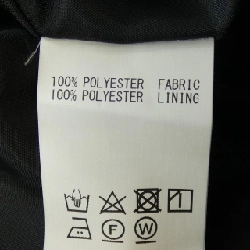 100% POLYESTER FABRIC
100% POLYESTER LINING
F W